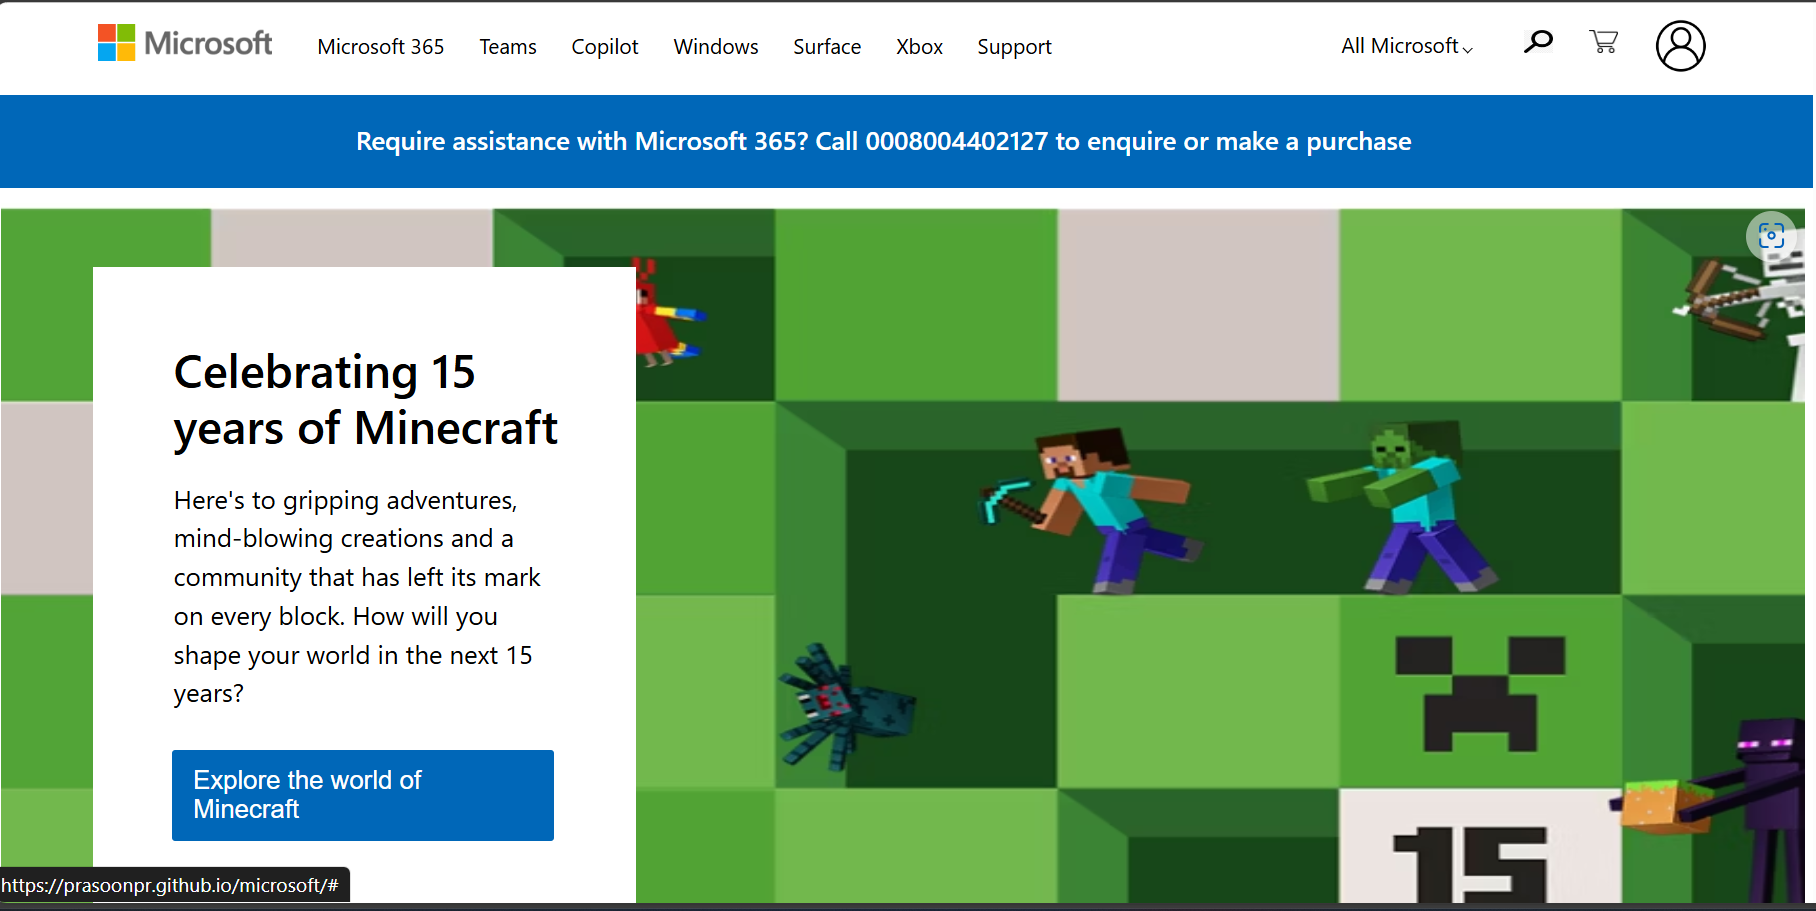 Microsoft Microsoft 365 Teams Copilot Windows Surface Xbox Support All Microsoft
Require assistance with Microsoft 365? Call 0008004402127 to enquire or make a purchase
Celebrating 15
years of Minecraft
Here's to gripping adventures,
mind-blowing creations and a
community that has left its mark
on every block. How will you
shape your world in the next 15
years?
Explore the world of
Minecraft
15
https://prasoonpr.github.io/microsoft/#